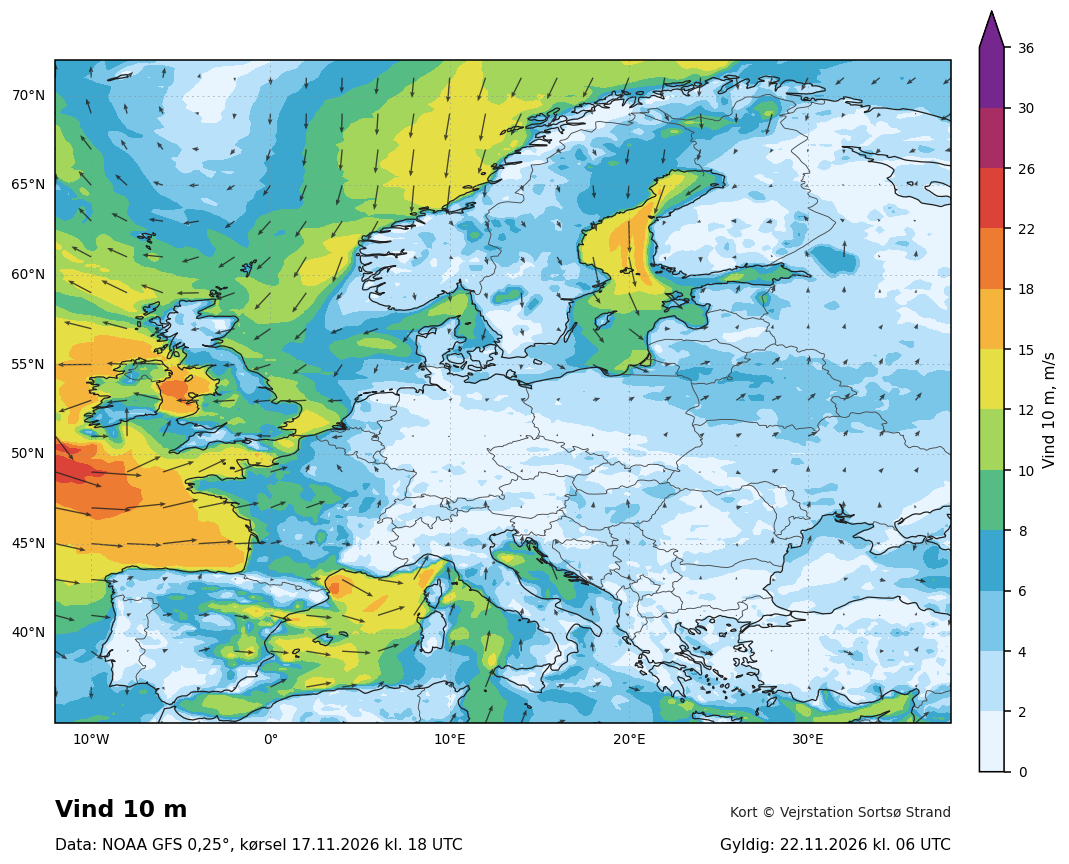 70°N
65°N
60°N
55°N
50°N
45°N
40°N
10°W
0°
10°E
20°E
30°E
36
30
26
22
18
15
12
10
8
6
4
2
0
Vind 10 m, m/s
Vind 10 m
Kort © Vejrstation Sortsø Strand
Data: NOAA GFS 0,25°, kørsel 17.11.2026 kl. 18 UTC
Gyldig: 22.11.2026 kl. 06 UTC